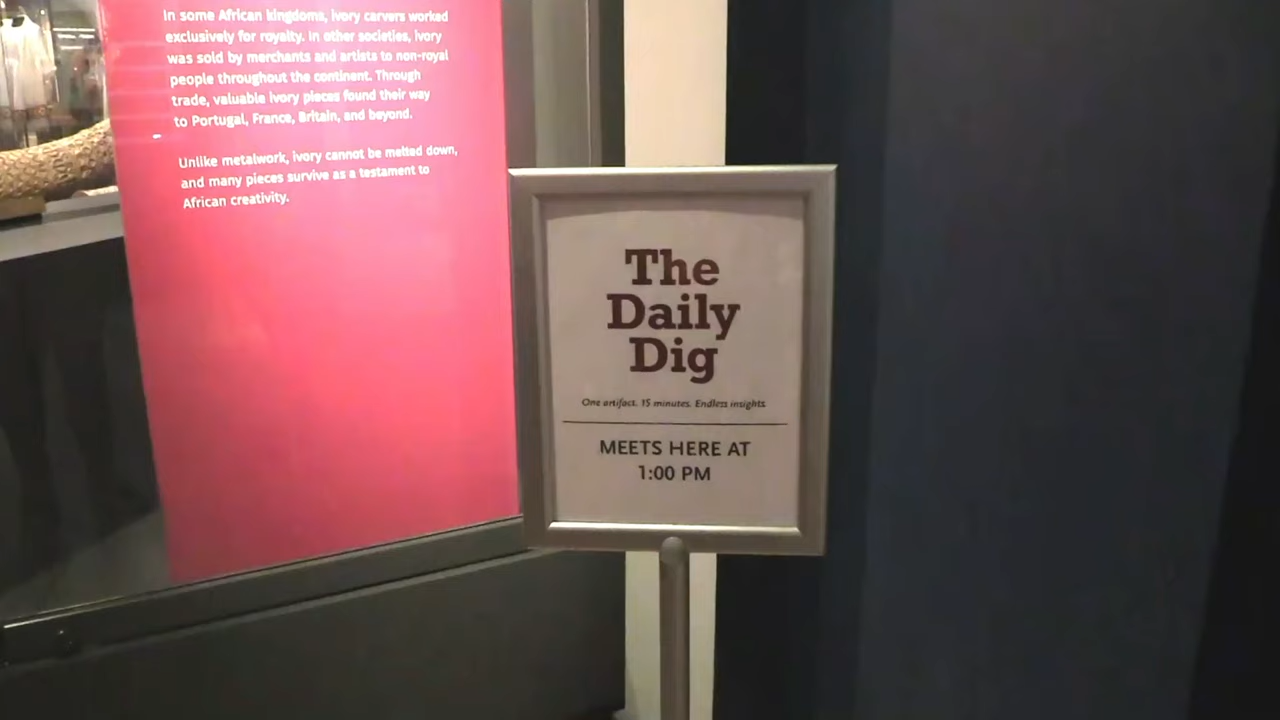 In some African kingdoms, ivory carvers worked
exclusively for royalty. In other societies, ivory
was sold by merchants and artists to non-royal
people throughout the continent. Through
trade, valuable ivory pieces found their way
to Portugal, France, Britain, and beyond.
Unlike metalwork, ivory cannot be melted down,
and many pieces survive as a testament to
African creativity.
The
Daily
Dig
One artifact. 15 minutes. Endless insights
MEETS HERE AT
1:00 PM